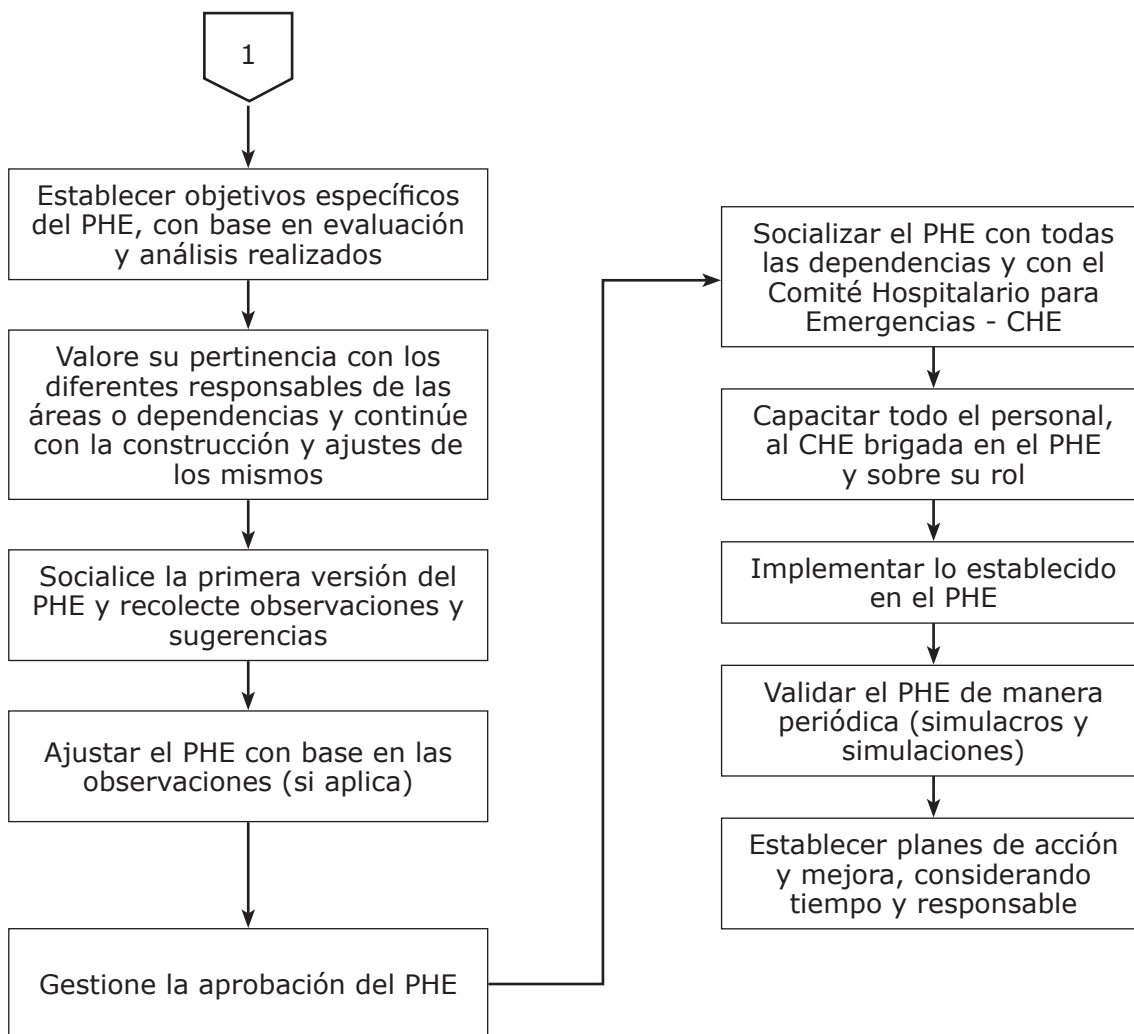 1
Establecer objetivos específicos
del PHE, con base en evaluación
y análisis realizados
Valore su pertinencia con los
diferentes responsables de las
áreas o dependencias y continúe
con la construcción y ajustes de
los mismos
Socialice la primera versión del
PHE y recolecte observaciones y
sugerencias
Ajustar el PHE con base en las
observaciones (si aplica)
Gestione la aprobación del PHE
Socializar el PHE con todas
las dependencias y con el
Comité Hospitalario para
Emergencias - CHE
Capacitar todo el personal,
al CHE brigada en el PHE
y sobre su rol
Implementar lo establecido
en el PHE
Validar el PHE de manera
periódica (simulacros y
simulaciones)
Establecer planes de acción
y mejora, considerando
tiempo y responsable